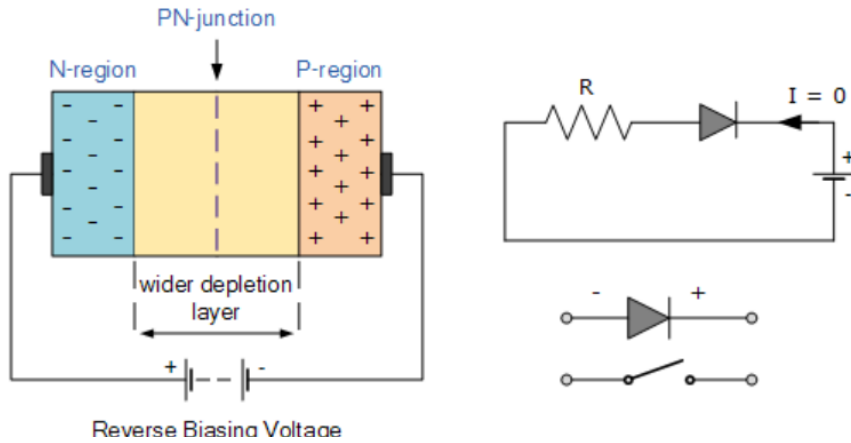 PN-junction
N-region
P-region
wider depletion
layer
+ -
Reverse Biasing Voltage
R
I = 0
+
-
- +